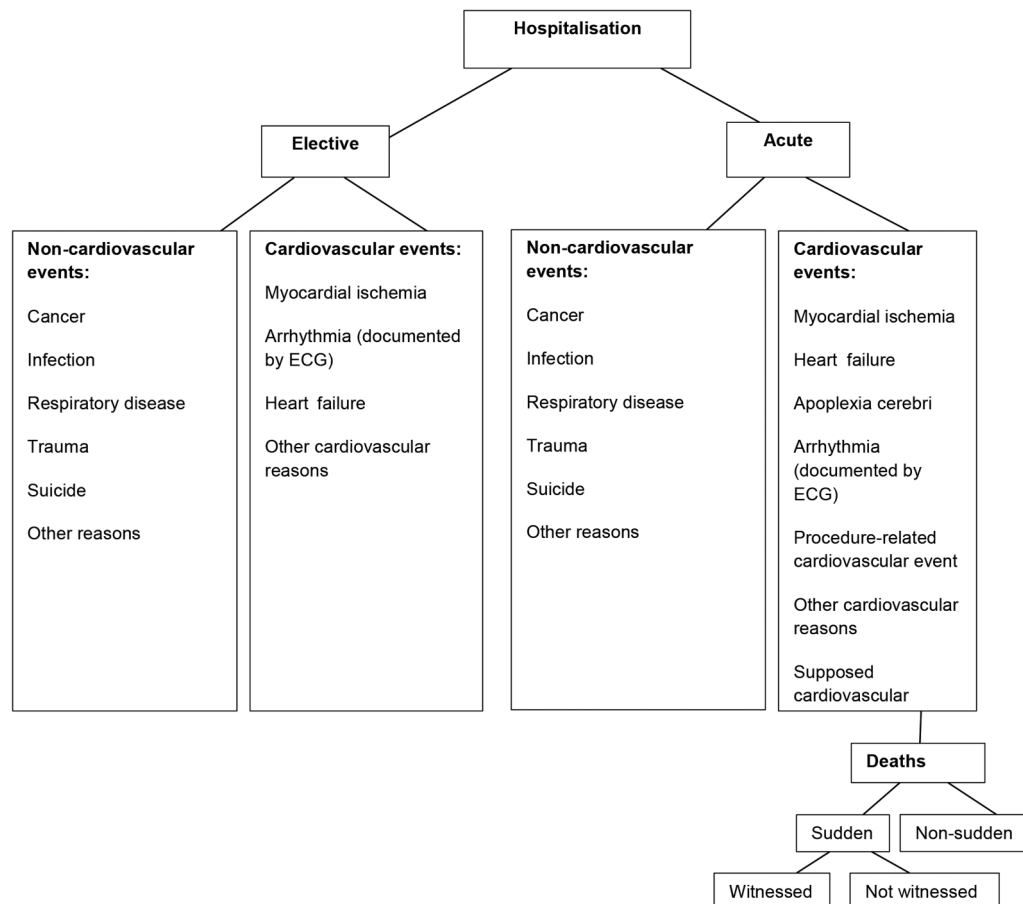 Hospitalisation
Elective
Acute
Non-cardiovascular
events:
Cancer
Infection
Respiratory disease
Trauma
Suicide
Other reasons
Cardiovascular events:
Myocardial ischemia
Arrhythmia (documented
by ECG)
Heart failure
Other cardiovascular
reasons
Non-cardiovascular
events:
Cancer
Infection
Respiratory disease
Trauma
Suicide
Other reasons
Cardiovascular
events:
Myocardial ischemia
Heart failure
Apoplexia cerebri
Arrhythmia
(documented by
ECG)
Procedure-related
cardiovascular event
Other cardiovascular
reasons
Supposed
cardiovascular
Deaths
Sudden
Non-sudden
Witnessed
Not witnessed